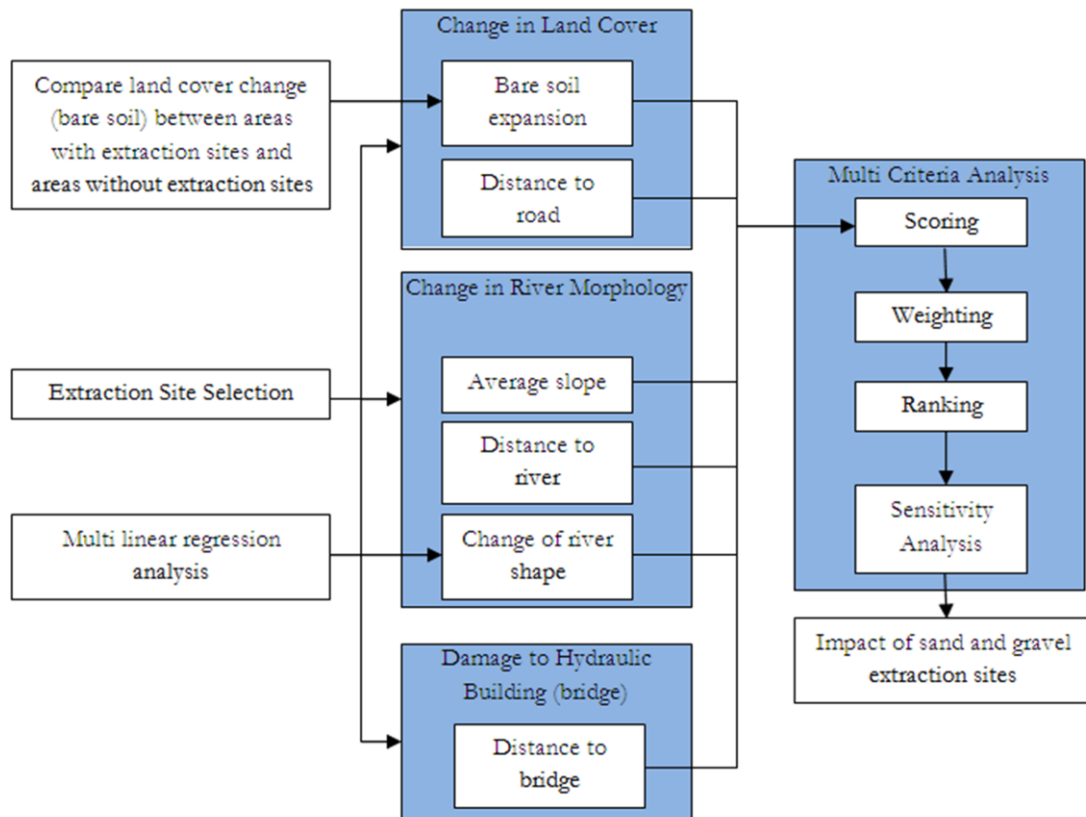 Change in Land Cover
Compare land cover change
(bare soil) between areas
with extraction sites and
areas without extraction sites
Bare soil
expansion
Distance to
road
Change in River Morphology
Extraction Site Selection
Average slope
Distance to
river
Multi linear regression
analysis
Change of river
shape
Damage to Hydraulic
Building (bridge)
Distance to
bridge
Multi Criteria Analysis
Scoring
Weighting
Ranking
Sensitivity
Analysis
Impact of sand and gravel
extraction sites